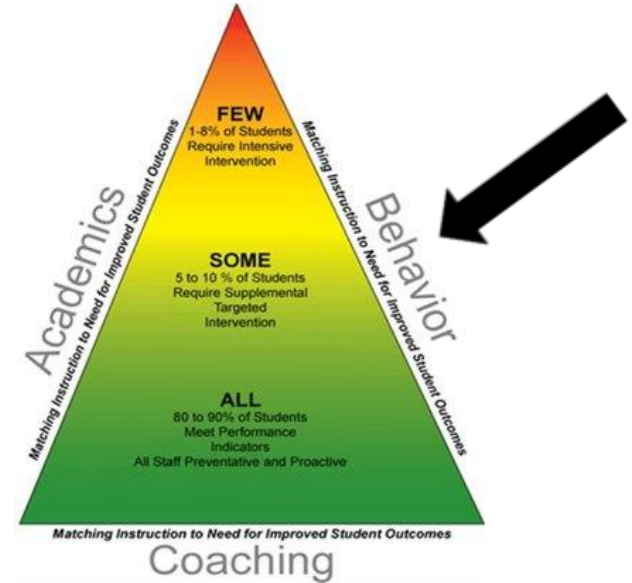 FEW
1-8% of Students
Require Intensive
Intervention
SOME
5 to 10 % of Students
Require Supplemental
Targeted
Intervention
ALL
80 to 90% of Students
Meet Performance
Indicators
All Staff Preventative and Proactive
Academics
Matching Instruction to Need for Improved Student Outcomes
Behavior
Matching Instruction to Need for Improved Student Outcomes
Matching Instruction to Need for Improved Student Outcomes
Coaching